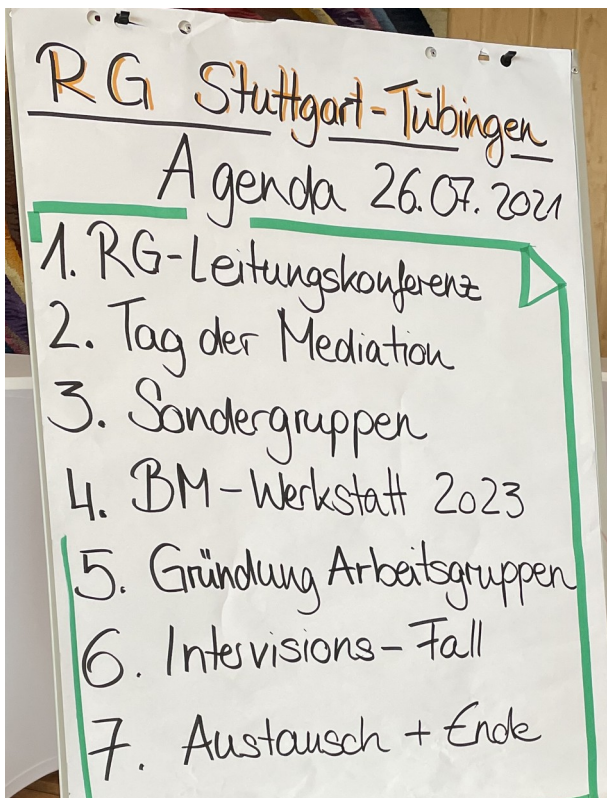 RG Stuttgart-Tübingen
Agenda 26.07.2021
1. RG-Leitungskonferenz
2. Tag der Mediation
3. Sondergruppen
4. BM-Werkstatt 2023
5. Gründung Arbeitsgruppen
6. Intervisions-Fall
7. Austausch + Ende